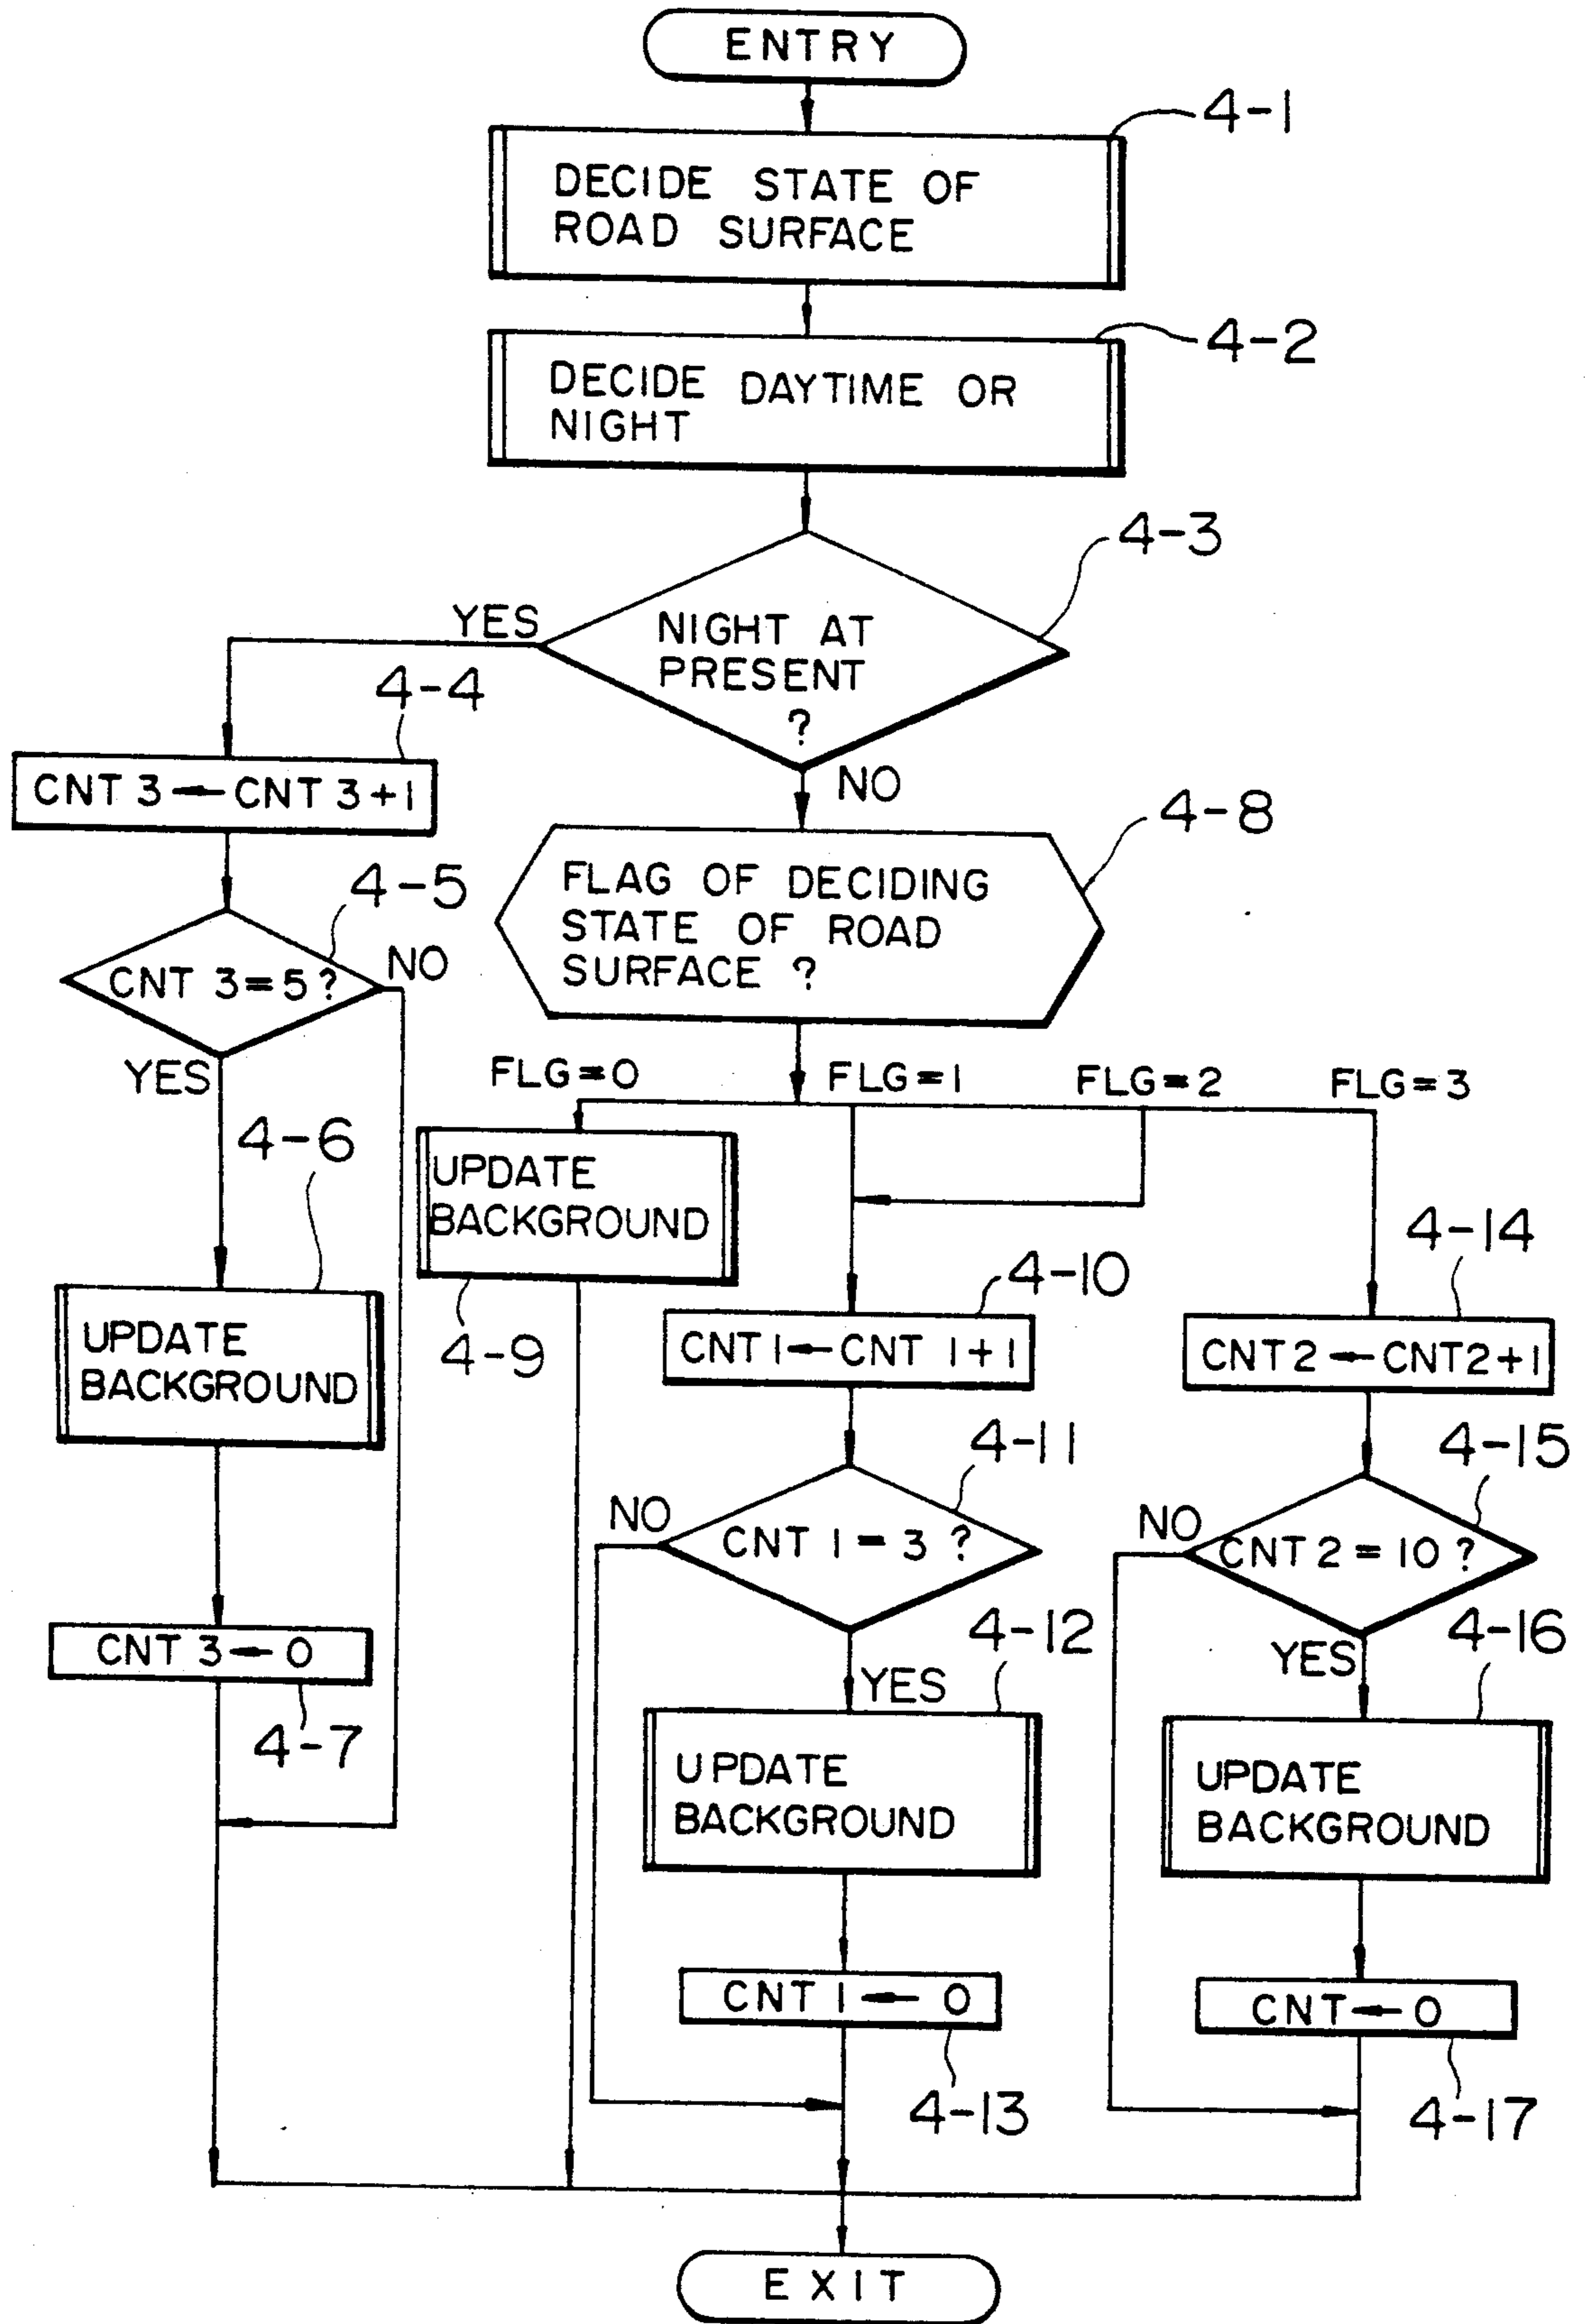 ENTRY
4-1
DECIDE STATE OF
ROAD SURFACE
4-2
DECIDE DAYTIME OR
NIGHT
4-3
YES
NIGHT AT
PRESENT
?
NO
4-4
CNT 3 ← CNT 3+1
4-5
CNT 3=5 ?
NO
YES
4-6
UPDATE
BACKGROUND
CNT 3 ← 0
4-7
4-8
FLAG OF DECIDING
STATE OF ROAD
SURFACE ?
FLG=0
FLG=1
FLG=2
FLG=3
UPDATE
BACKGROUND
4-9
4-10
CNT 1 ← CNT 1+1
4-11
NO
CNT 1 = 3 ?
4-12
YES
UPDATE
BACKGROUND
CNT 1 ← 0
4-13
4-14
CNT 2 ← CNT2+1
4-15
NO
CNT 2 = 10 ?
4-16
YES
UPDATE
BACKGROUND
CNT ← 0
4-17
EXIT